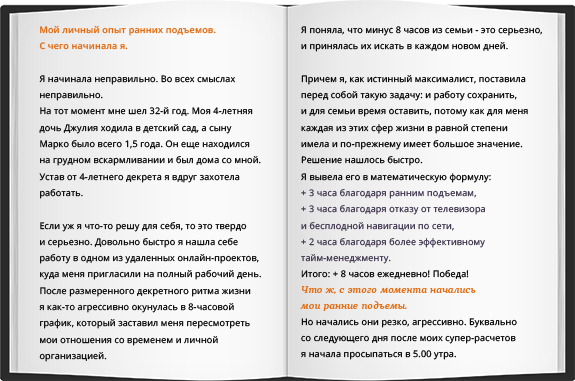 Мой личный опыт ранних подъемов.
С чего начинала я.
Я начинала неправильно. Во всех смыслах
неправильно.
На тот момент мне шел 32-й год. Моя 4-летняя
дочь Джулия ходила в детский сад, а сыну
Марко было всего 1,5 года. Он еще находился
на грудном вскармливании и был дома со мной.
Устав от 4-летнего декрета я вдруг захотела
работать.
Если уж я что-то решу для себя, то это твердо
и серьезно. Довольно быстро я нашла себе
работу в одном из удаленных онлайн-проектов,
куда меня пригласили на полный рабочий день.
После размеренного декретного ритма жизни
я как-то агрессивно окунулась в 8-часовой
график, который заставил меня пересмотреть
мои отношения со временем и личной
организацией.
Я поняла, что минус 8 часов из семьи - это серьезно,
и принялась их искать в каждом новом дней.
Причем я, как истинный максималист, поставила
перед собой такую задачу: и работу сохранить,
и для семьи время оставить, потому как для меня
каждая из этих сфер жизни в равной степени
имела и по-прежнему имеет большое значение.
Решение нашлось быстро.
Я вывела его в математическую формулу:
+ 3 часа благодаря ранним подъемам,
+ 3 часа благодаря отказу от телевизора
и бесплодной навигации по сети,
+ 2 часа благодаря более эффективному
тайм-менеджменту.
Итого: + 8 часов ежедневно! Победа!
Что ж, с этого момента начались
мои ранние подъемы.
Но начались они резко, агрессивно. Буквально
со следующего дня после моих супер-расчетов
я начала просыпаться в 5.00 утра.